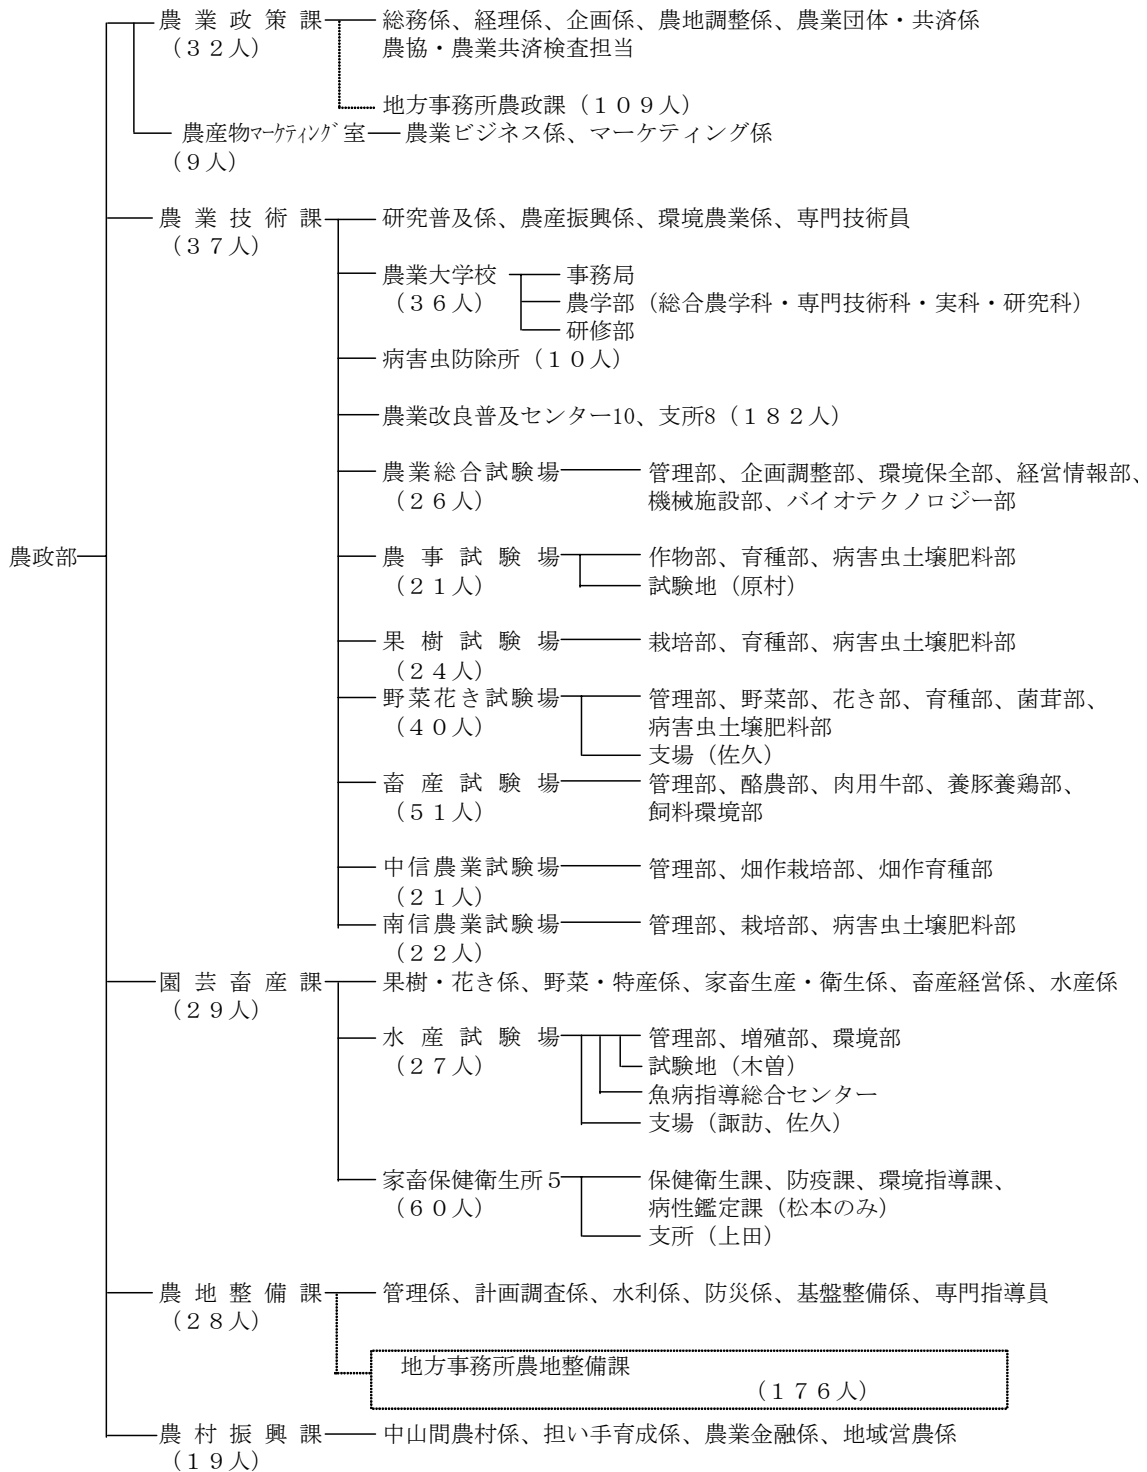 農業政策課 総務係、経理係、企画係、農地調整係、農業団体・共済係
（３２人） 農協・農業共済検査担当
地方事務所農政課（１０９人）
農産物ﾏｰｹﾃｨﾝｸﾞ室 農業ビジネス係、マーケティング係
（９人）
農業技術課 研究普及係、農産振興係、環境農業係、専門技術員
（３７人）
農業大学校 事務局
（３６人） 農学部（総合農学科・専門技術科・実科・研究科）
研修部
病害虫防除所（１０人）
農業改良普及センター10、支所8（１８２人）
農業総合試験場 管理部、企画調整部、環境保全部、経営情報部、
（２６人） 機械施設部、バイオテクノロジー部
農政部 農事試験場 作物部、育種部、病害虫土壌肥料部
（２１人） 試験地（原村）
果樹試験場 栽培部、育種部、病害虫土壌肥料部
（２４人）
野菜花き試験場 管理部、野菜部、花き部、育種部、菌茸部、
（４０人） 病害虫土壌肥料部
支場（佐久）
畜産試験場 管理部、酪農部、肉用牛部、養豚養鶏部、
（５１人） 飼料環境部
中信農業試験場 管理部、畑作栽培部、畑作育種部
（２１人）
南信農業試験場 管理部、栽培部、病害虫土壌肥料部
（２２人）
園芸畜産課 果樹・花き係、野菜・特産係、家畜生産・衛生係、畜産経営係、水産係
（２９人）
水産試験場 管理部、増殖部、環境部
（２７人） 試験地（木曽）
魚病指導総合センター
支場（諏訪、佐久）
家畜保健衛生所５ 保健衛生課、防疫課、環境指導課、
（６０人） 病性鑑定課（松本のみ）
支所（上田）
農地整備課 管理係、計画調査係、水利係、防災係、基盤整備係、専門指導員
（２８人）
地方事務所農地整備課
（１７６人）
農村振興課 中山間農村係、担い手育成係、農業金融係、地域営農係
（１９人）